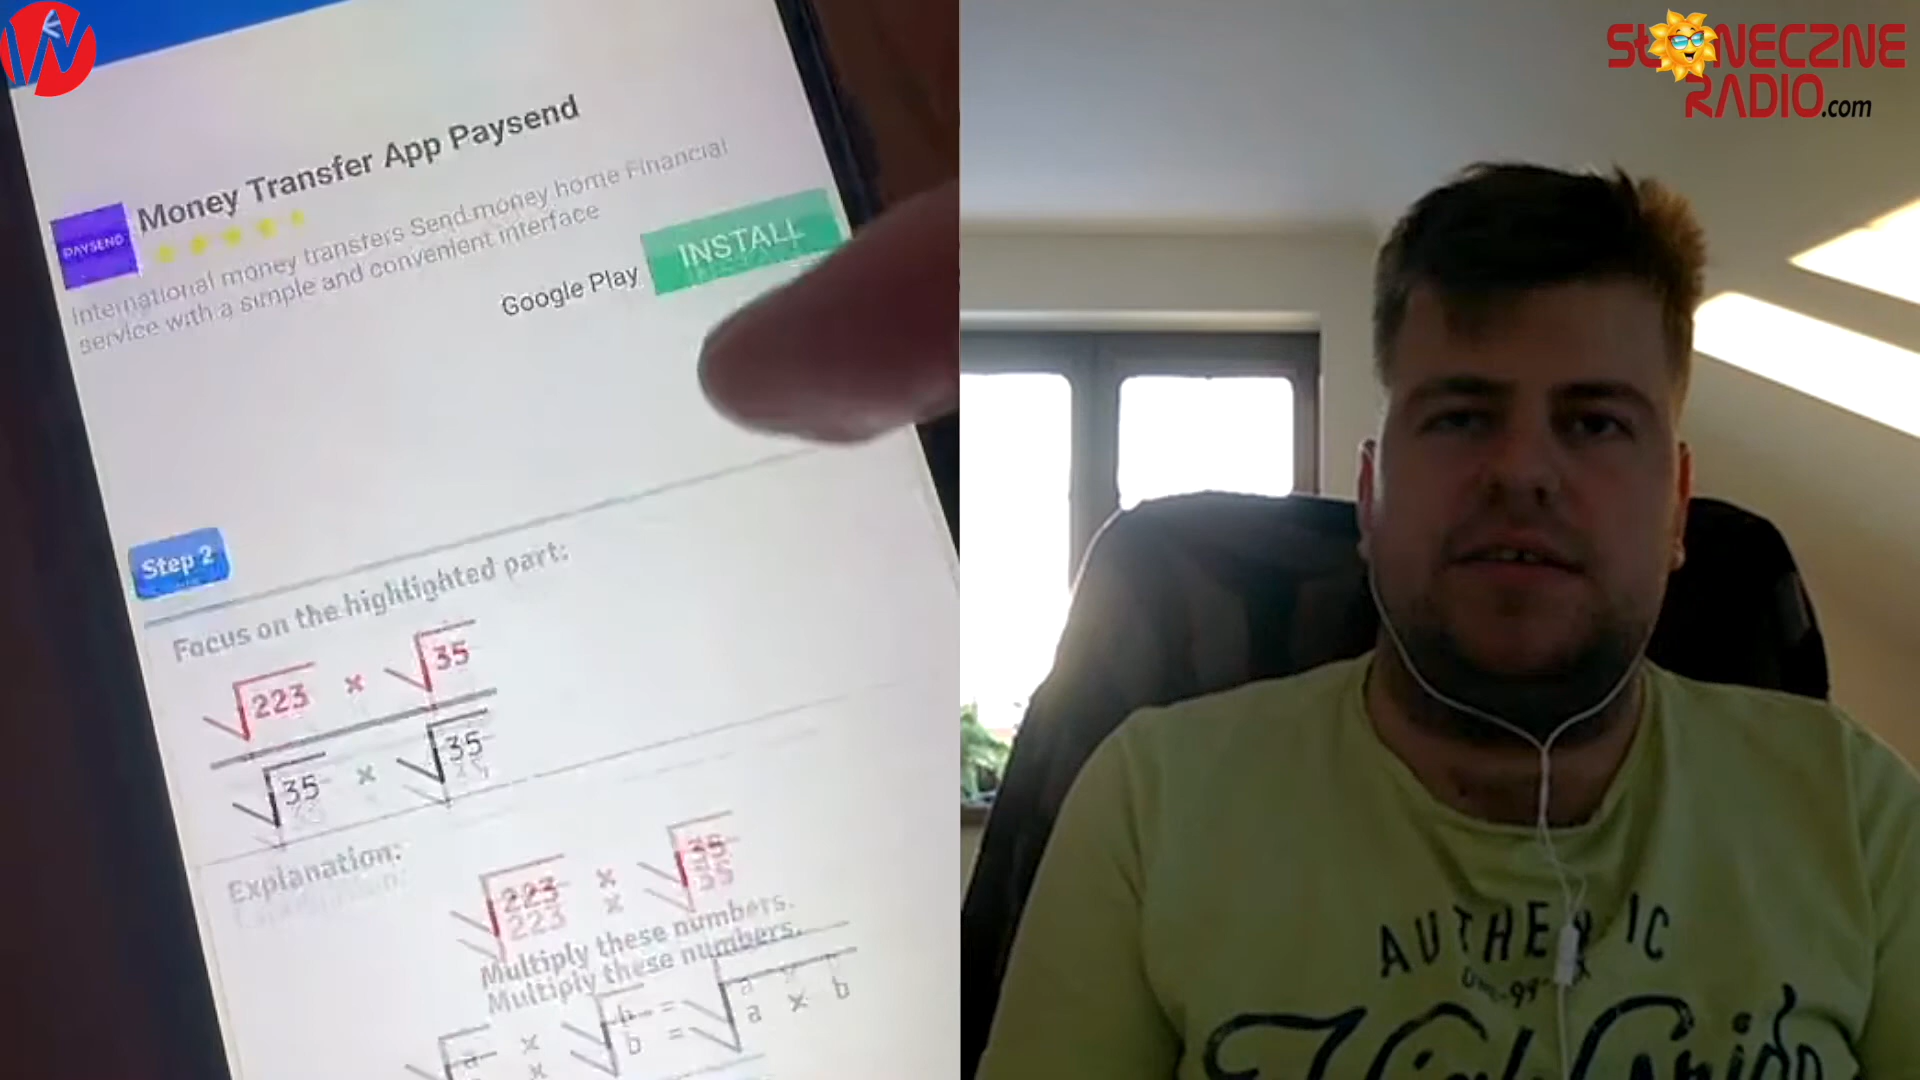 W
Money Transfer App Paysend
PAYSEND
International money transfers Send money home Financial
service with a simple and convenient interface
Google Play
INSTALL
Step 2
Focus on the highlighted part:
√223 × √35
√35 × √35
Explanation:
√223 × √35
Multiply these numbers.
√a × √b = √a × b
SŁONECZNE
RADIO.com
AUTHENTIC